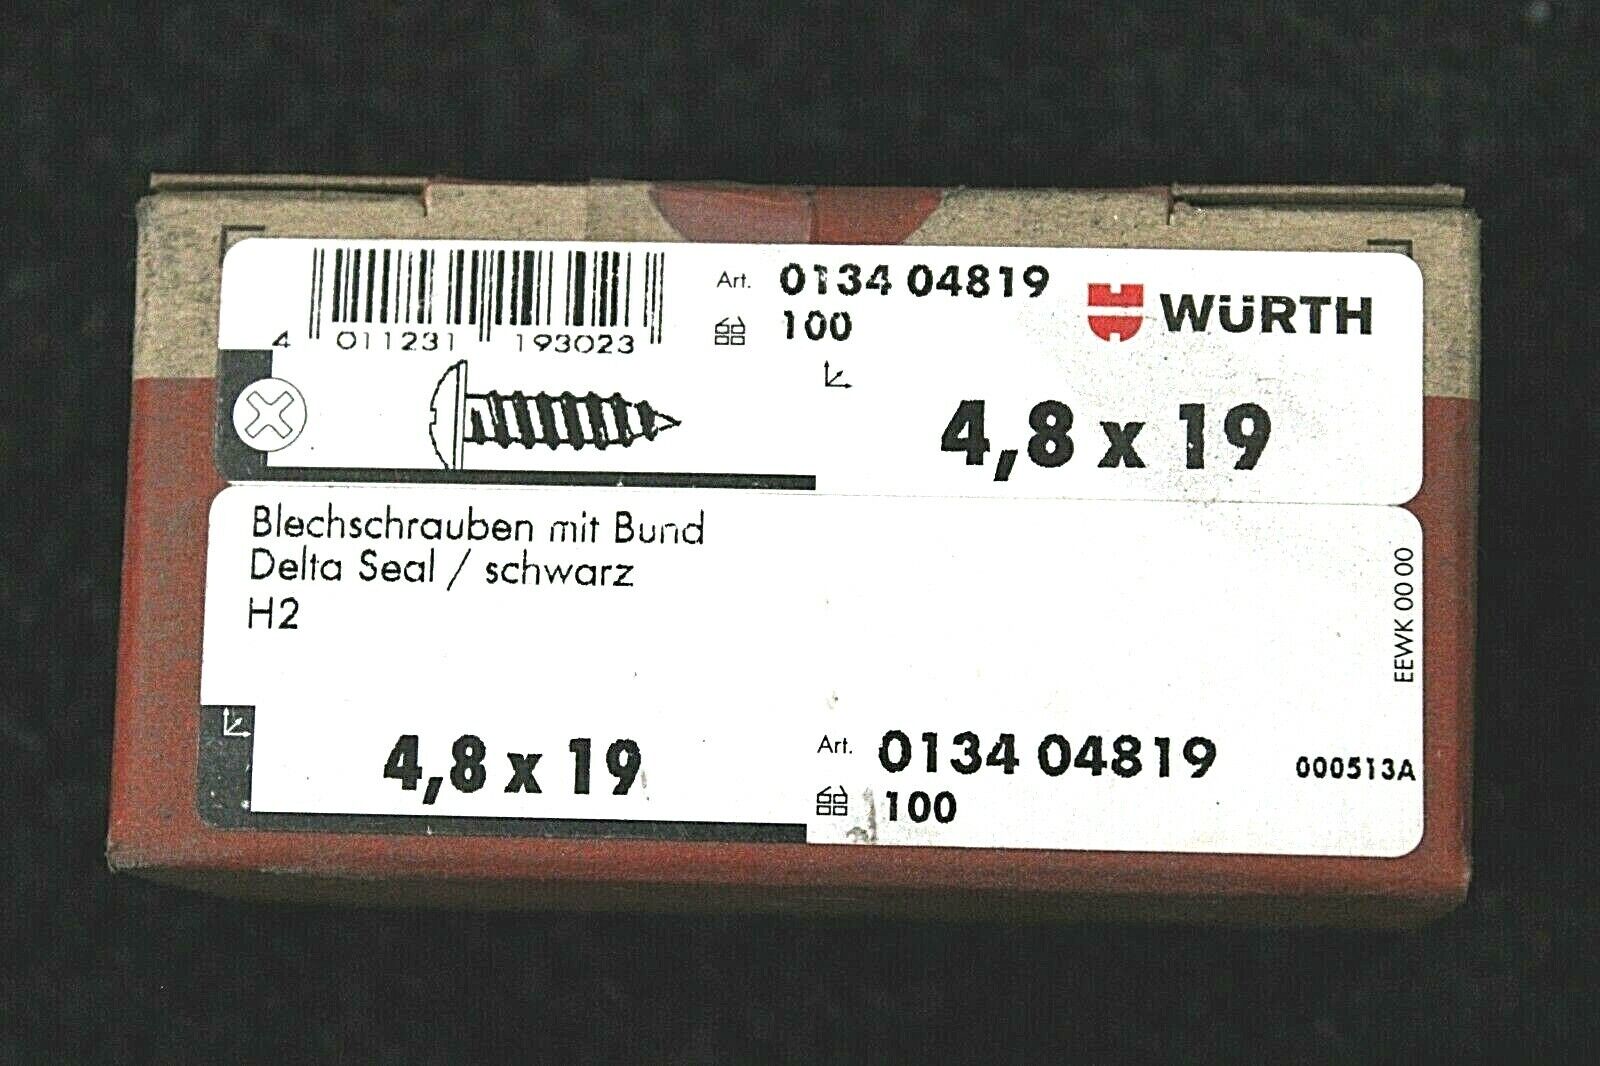 Art. 0134 04819
WÜRTH
100
4 011231 193023
4,8 x 19
Blechschrauben mit Bund
Delta Seal / schwarz
H2
EEWK 00 00
4,8 x 19
Art. 0134 04819
000513A
100